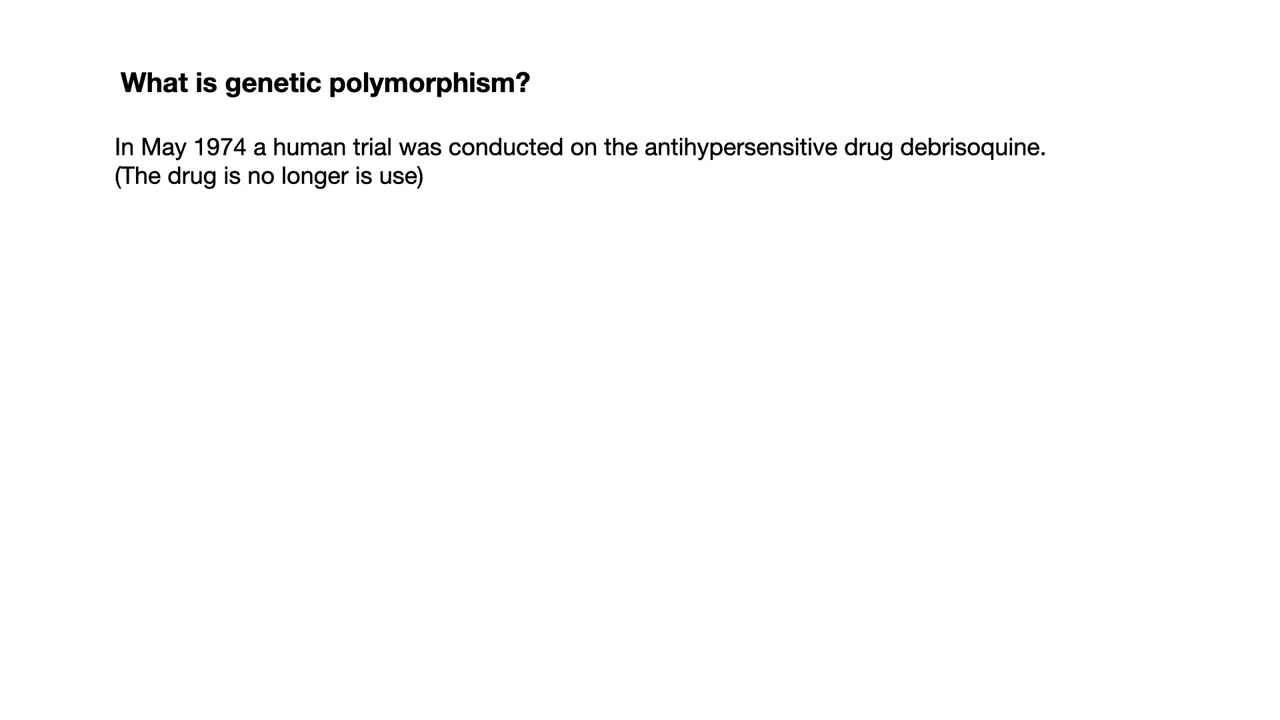 What is genetic polymorphism?
In May 1974 a human trial was conducted on the antihypersensitive drug debrisoquine.
(The drug is no longer is use)